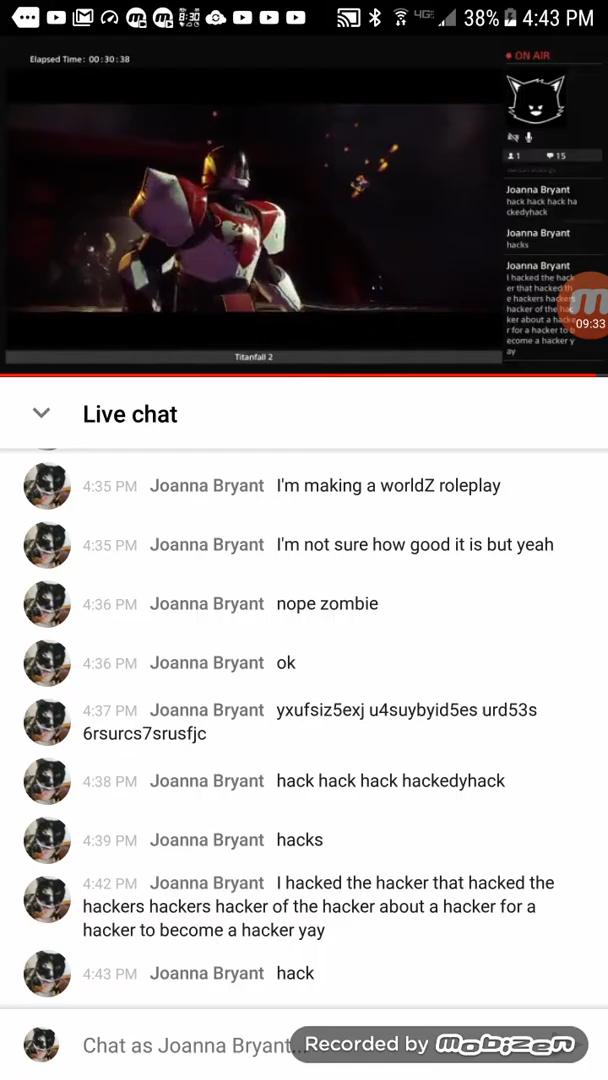 8:30
4G
38%
4:43 PM
Elapsed Time: 00:30:38
ON AIR
1
15
Joanna Bryant
hack hack hack ha
ckedyhack
Joanna Bryant
hacks
Joanna Bryant
I hacked the hack
er that hacked th
e hackers hackers
hacker of the hac
ker about a hacke
r for a hacker to b
ecome a hacker y
ay
09:33
Titanfall 2
Live chat
4:35 PM Joanna Bryant I'm making a worldZ roleplay
4:35 PM Joanna Bryant I'm not sure how good it is but yeah
4:36 PM Joanna Bryant nope zombie
4:36 PM Joanna Bryant ok
4:37 PM Joanna Bryant yxufsiz5exj u4suybyid5es urd53s
6rsurcs7srusfjc
4:38 PM Joanna Bryant hack hack hack hackedyhack
4:39 PM Joanna Bryant hacks
4:42 PM Joanna Bryant I hacked the hacker that hacked the
hackers hackers hacker of the hacker about a hacker for a
hacker to become a hacker yay
4:43 PM Joanna Bryant hack
Chat as Joanna Bryant...
Recorded by Mobizen